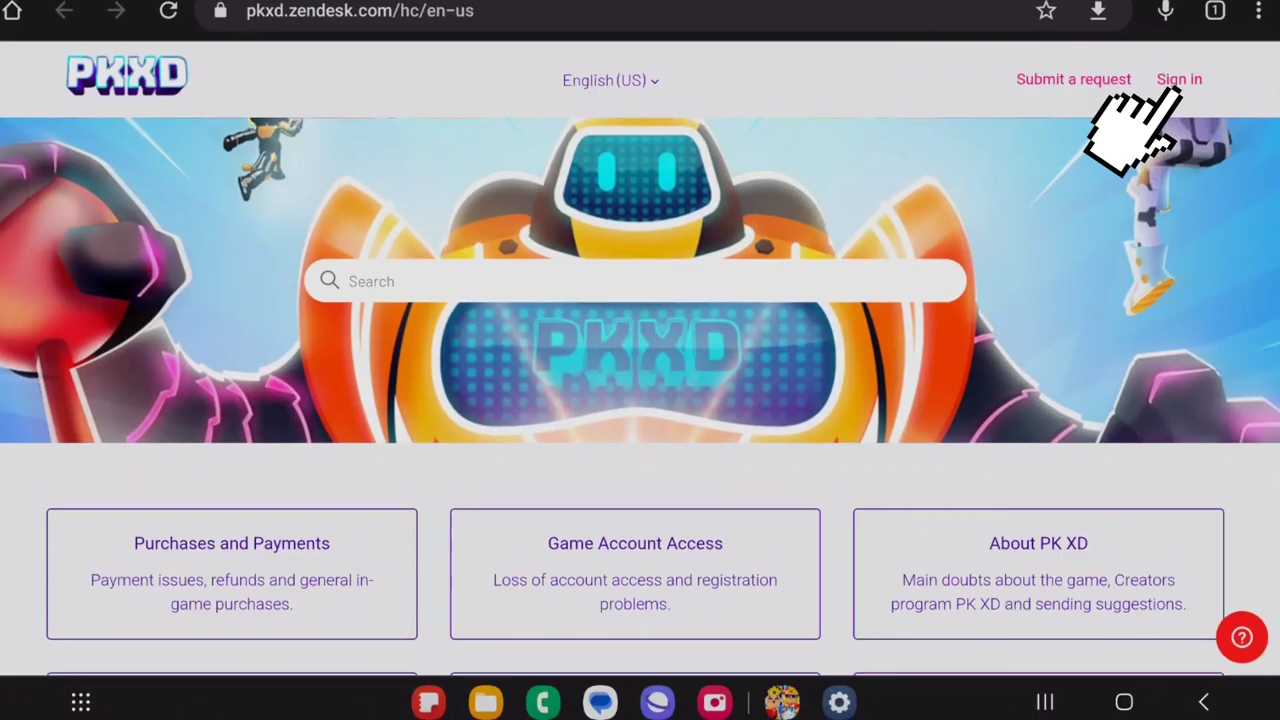 pkxd.zendesk.com/hc/en-us
1
PKXD
English (US)
Submit a request
Sign in
Search
PKXD
Purchases and Payments
Payment issues, refunds and general in-
game purchases.
Game Account Access
Loss of account access and registration
problems.
About PK XD
Main doubts about the game, Creators
program PK XD and sending suggestions.